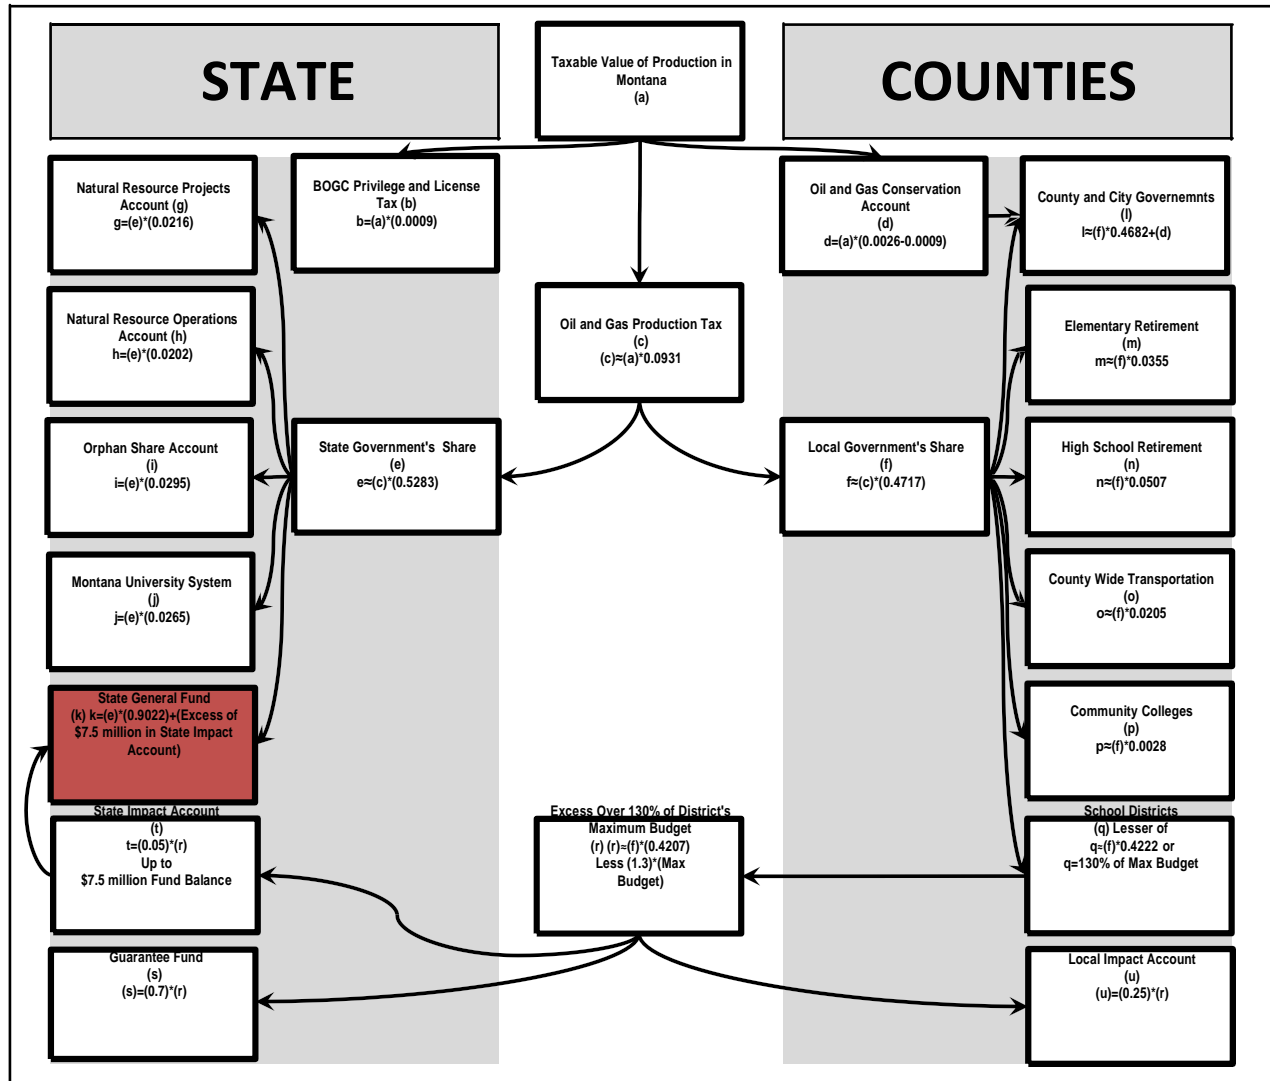 STATE
Taxable Value of Production in
Montana
(a)
COUNTIES
Natural Resource Projects
Account (g)
g=(e)*(0.0216)
BOGC Privilege and License
Tax (b)
b=(a)*(0.0009)
Oil and Gas Conservation
Account
(d)
d=(a)*(0.0026-0.0009)
County and City Governemnts
(l)
l≈(f)*0.4682+(d)
Natural Resource Operations
Account (h)
h=(e)*(0.0202)
Oil and Gas Production Tax
(c)
(c)≈(a)*0.0931
Elementary Retirement
(m)
m≈(f)*0.0355
Orphan Share Account
(i)
i=(e)*(0.0295)
State Government's Share
(e)
e≈(c)*(0.5283)
Local Government's Share
(f)
f≈(c)*(0.4717)
High School Retirement
(n)
n≈(f)*0.0507
Montana University System
(j)
j=(e)*(0.0265)
County Wide Transportation
(o)
o≈(f)*0.0205
State General Fund
(k) k=(e)*(0.9022)+(Excess of
$7.5 million in State Impact
Account)
Community Colleges
(p)
p≈(f)*0.0028
State Impact Account
(t)
t=(0.05)*(r)
Up to
$7.5 million Fund Balance
Excess Over 130% of District's
Maximum Budget
(r) (r)≈(f)*(0.4207)
Less (1.3)*(Max
Budget)
School Districts
(q) Lesser of
q≈(f)*0.4222 or
q=130% of Max Budget
Guarantee Fund
(s)
(s)=(0.7)*(r)
Local Impact Account
(u)
(u)=(0.25)*(r)